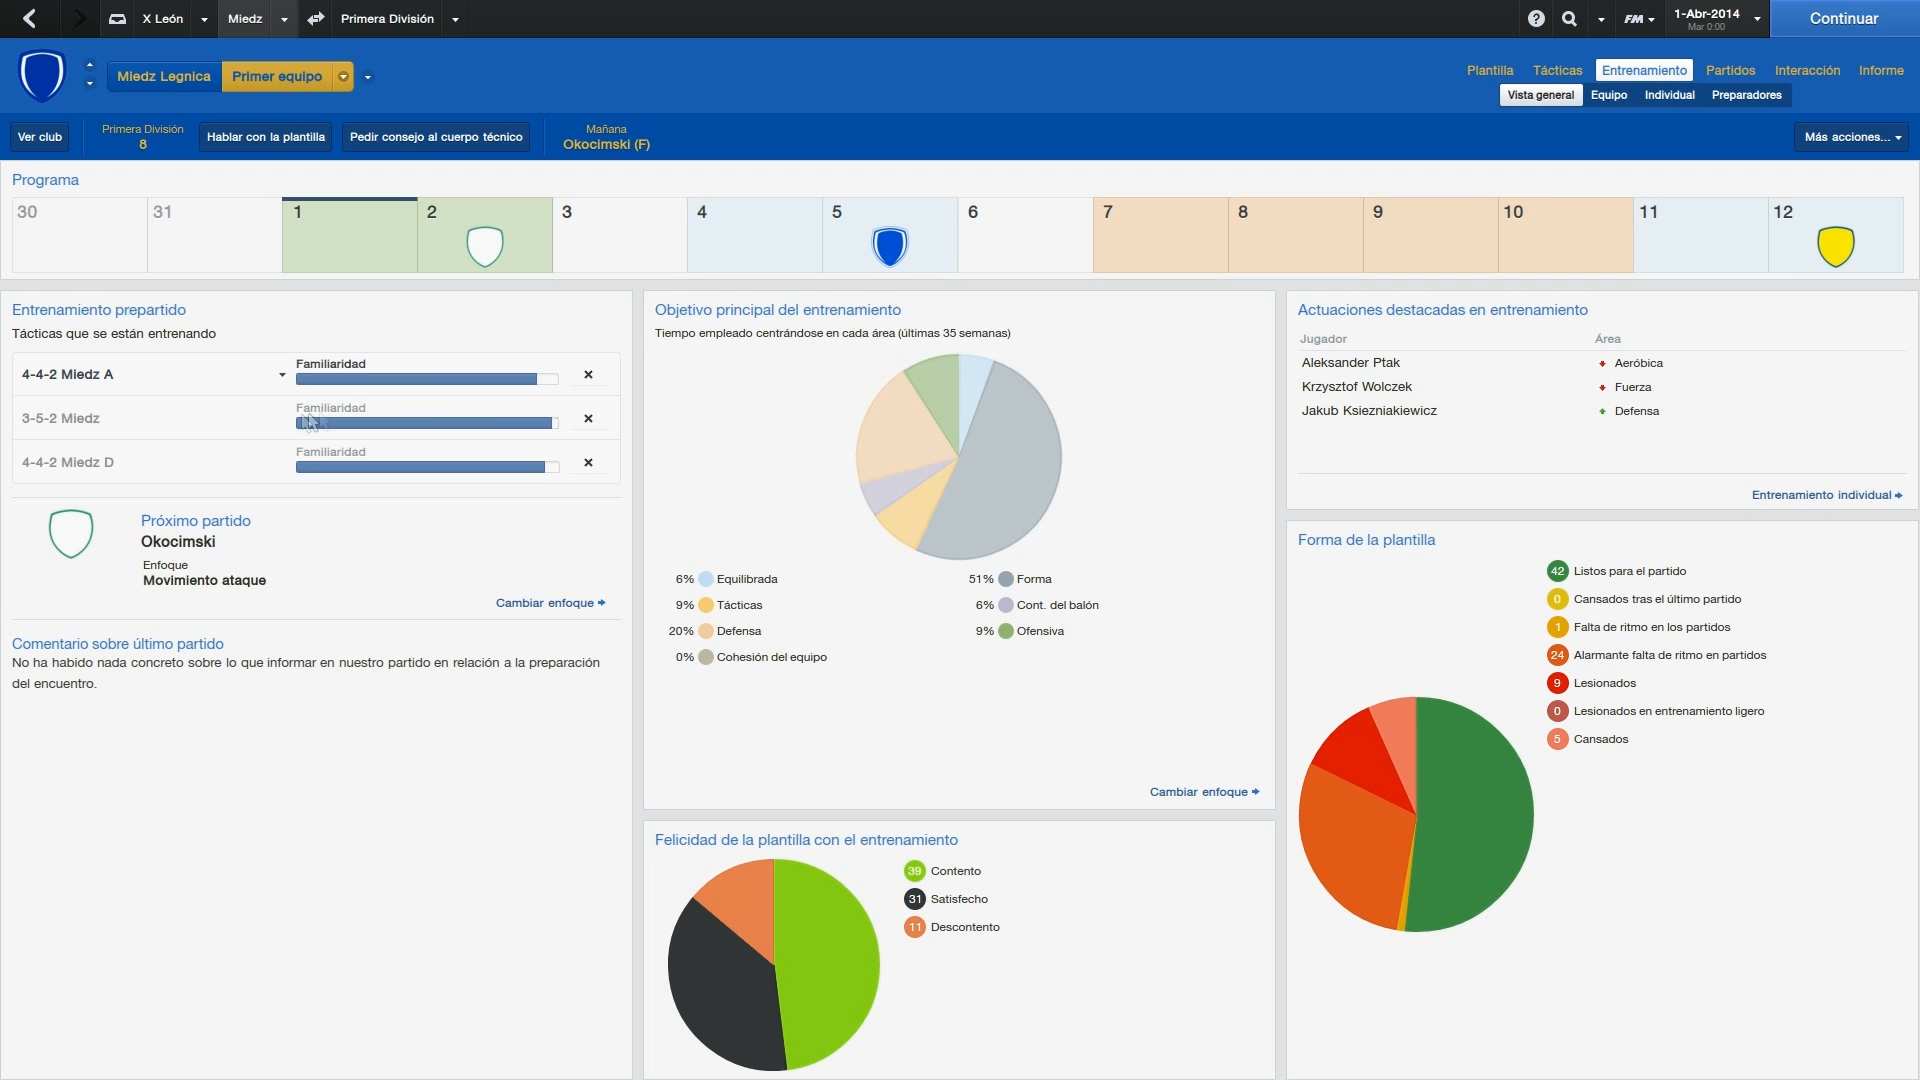 X León
Miedz
Primera División
FM
1-Abr-2014
Mar 0:00
Continuar
Miedz Legnica
Primer equipo
Plantilla
Tácticas
Entrenamiento
Partidos
Interacción
Informe
Vista general
Equipo
Individual
Preparadores
Ver club
Primera División
8
Hablar con la plantilla
Pedir consejo al cuerpo técnico
Mañana
Okocimski (F)
Más acciones...
Programa
30 31 1 2 3 4 5 6 7 8 9 10 11 12
Entrenamiento prepartido
Tácticas que se están entrenando
4-4-2 Miedz A
Familiaridad
3-5-2 Miedz
Familiaridad
4-4-2 Miedz D
Familiaridad
Próximo partido
Okocimski
Enfoque
Movimiento ataque
Cambiar enfoque
Comentario sobre último partido
No ha habido nada concreto sobre lo que informar en nuestro partido en relación a la preparación
del encuentro.
Objetivo principal del entrenamiento
Tiempo empleado centrándose en cada área (últimas 35 semanas)
6% Equilibrada
51% Forma
9% Tácticas
6% Cont. del balón
20% Defensa
9% Ofensiva
0% Cohesión del equipo
Cambiar enfoque
Felicidad de la plantilla con el entrenamiento
39 Contento
31 Satisfecho
11 Descontento
Actuaciones destacadas en entrenamiento
Jugador Área
Aleksander Ptak Aeróbica
Krzysztof Wolczek Fuerza
Jakub Ksiezniakiewicz Defensa
Entrenamiento individual
Forma de la plantilla
42 Listos para el partido
0 Cansados tras el último partido
1 Falta de ritmo en los partidos
24 Alarmante falta de ritmo en partidos
9 Lesionados
0 Lesionados en entrenamiento ligero
5 Cansados